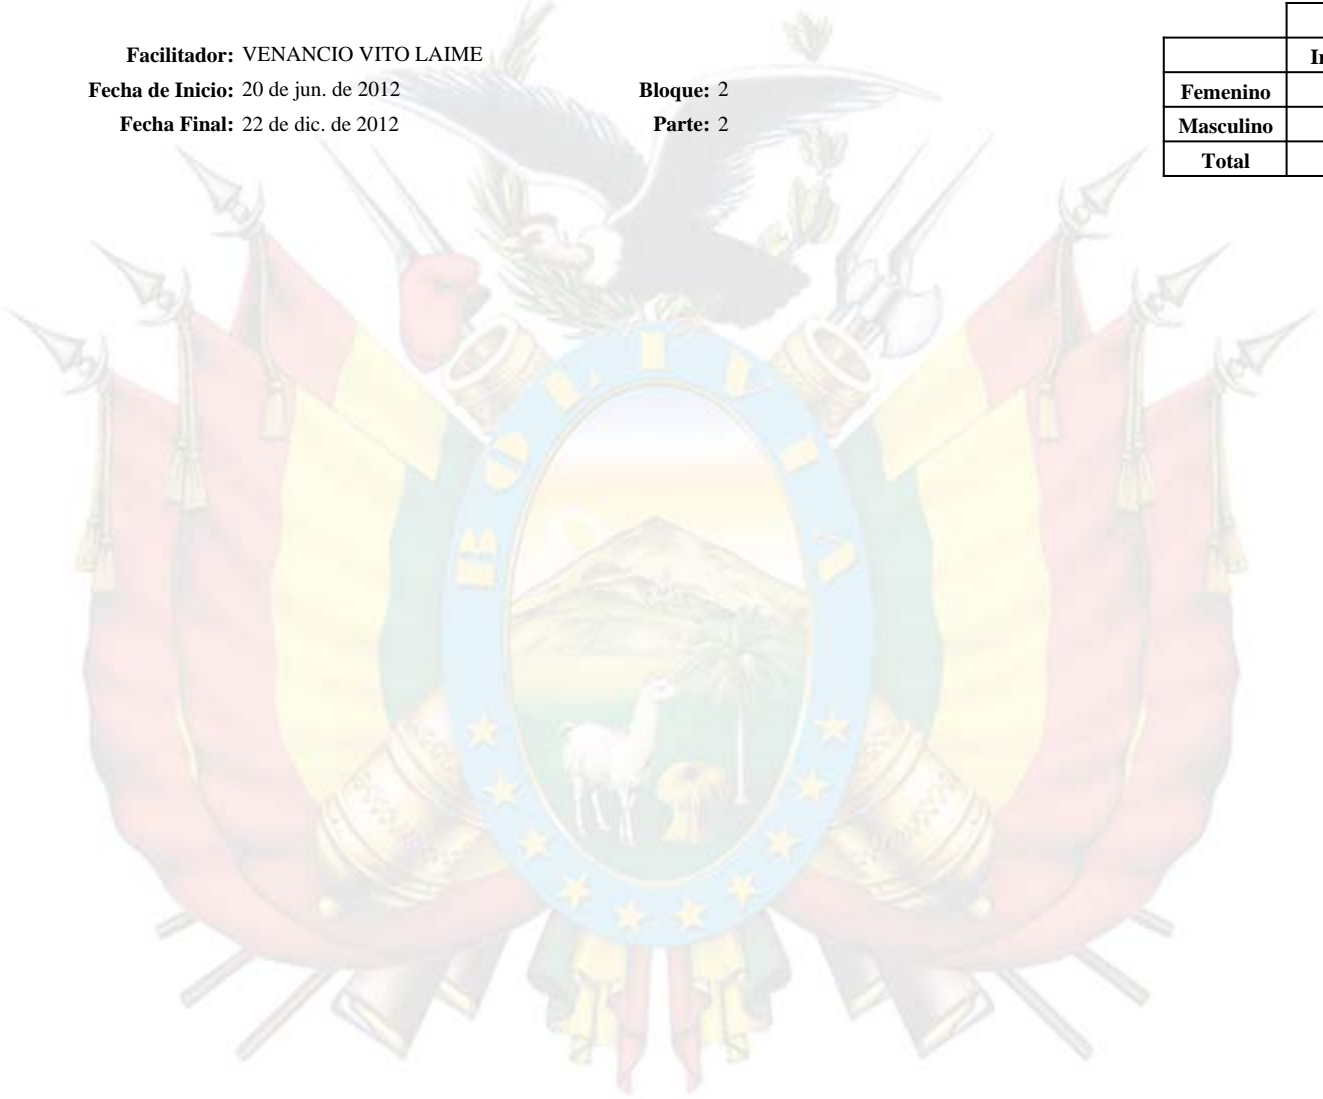 Facilitador: VENANCIO VITO LAIME
Fecha de Inicio: 20 de jun. de 2012 Bloque: 2
Fecha Final: 22 de dic. de 2012 Parte: 2
Femenino
Masculino
Total
BOLIVIA